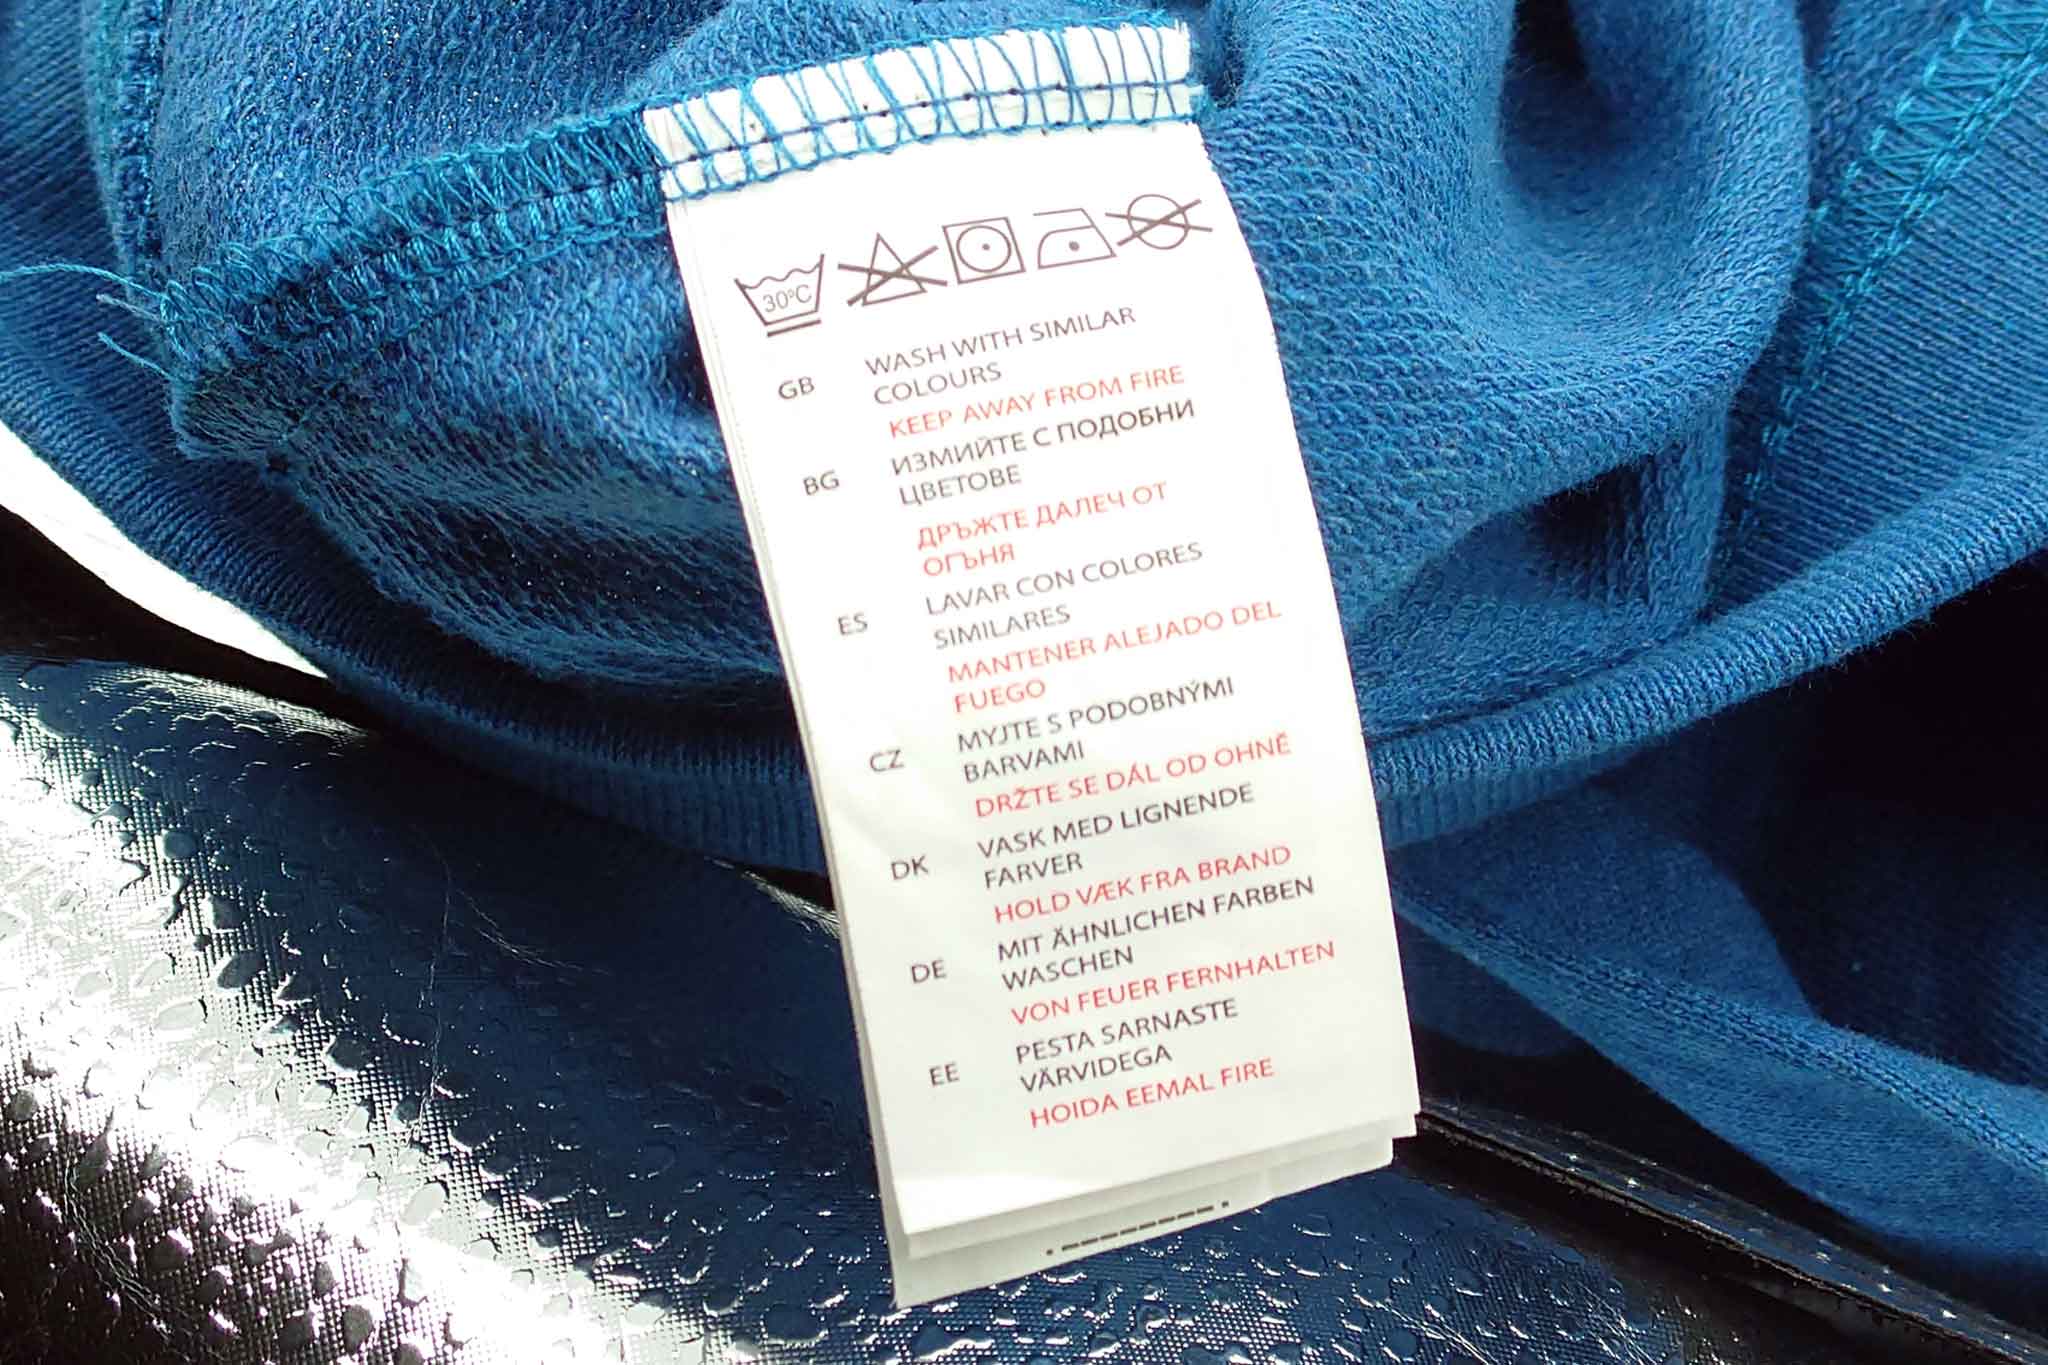 30°C
GB WASH WITH SIMILAR
COLOURS
KEEP AWAY FROM FIRE
BG ИЗМИЙТЕ С ПОДОБНИ
ЦВЕТОВЕ
ДРЪЖТЕ ДАЛЕЧ ОТ
ОГЪНЯ
ES LAVAR CON COLORES
SIMILARES
MANTENER ALEJADO DEL
FUEGO
CZ MYJTE S PODOBNÝMI
BARVAMI
DRŽTE SE DÁL OD OHNĚ
DK VASK MED LIGNENDE
FARVER
HOLD VÆK FRA BRAND
DE MIT ÄHNLICHEN FARBEN
WASCHEN
VON FEUER FERNHALTEN
EE PESTA SARNASTE
VÄRVIDEGA
HOIDA EEMAL FIRE